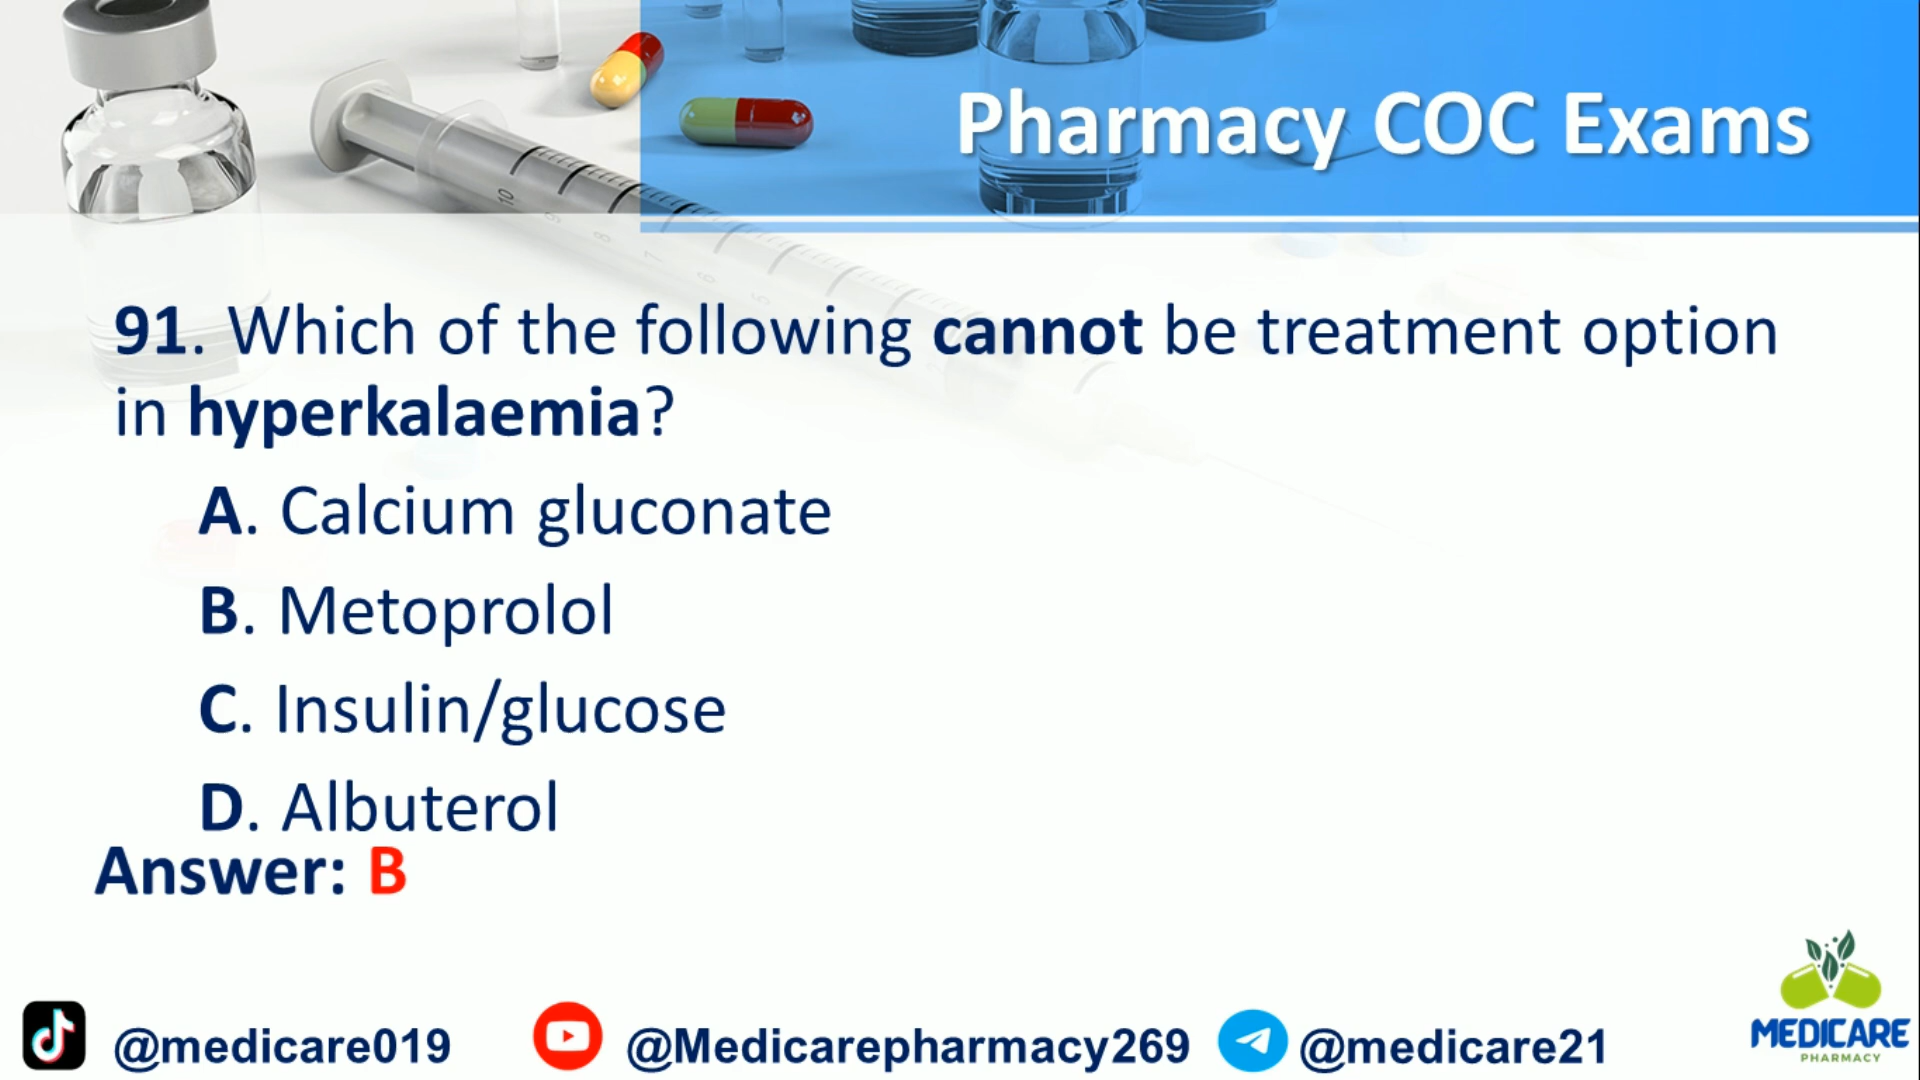 Pharmacy COC Exams
91. Which of the following cannot be treatment option
in hyperkalaemia?
A. Calcium gluconate
B. Metoprolol
C. Insulin/glucose
D. Albuterol
Answer: B
@medicare019
@Medicarepharmacy269
@medicare21
MEDICARE
PHARMACY